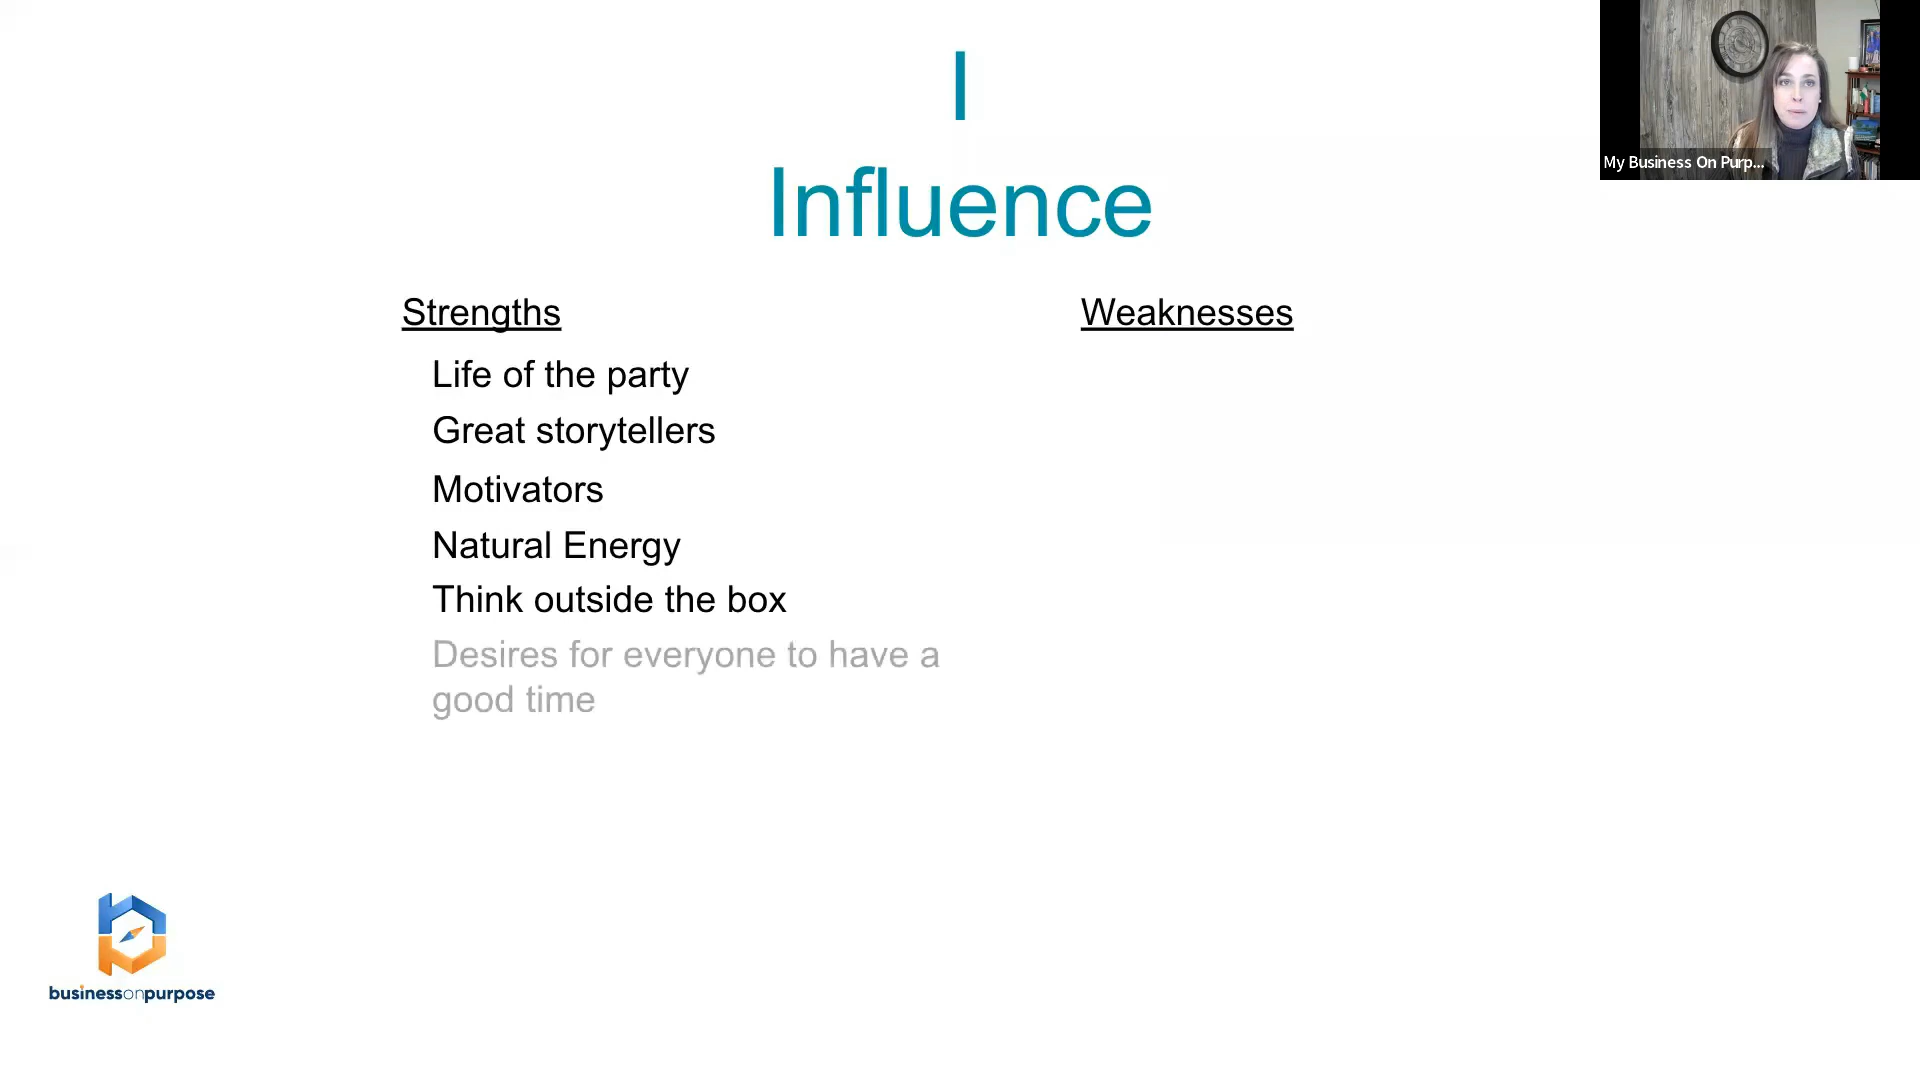 I
Influence
My Business On Purp...
Strengths
Weaknesses
Life of the party
Great storytellers
Motivators
Natural Energy
Think outside the box
Desires for everyone to have a
good time
businessonpurpose